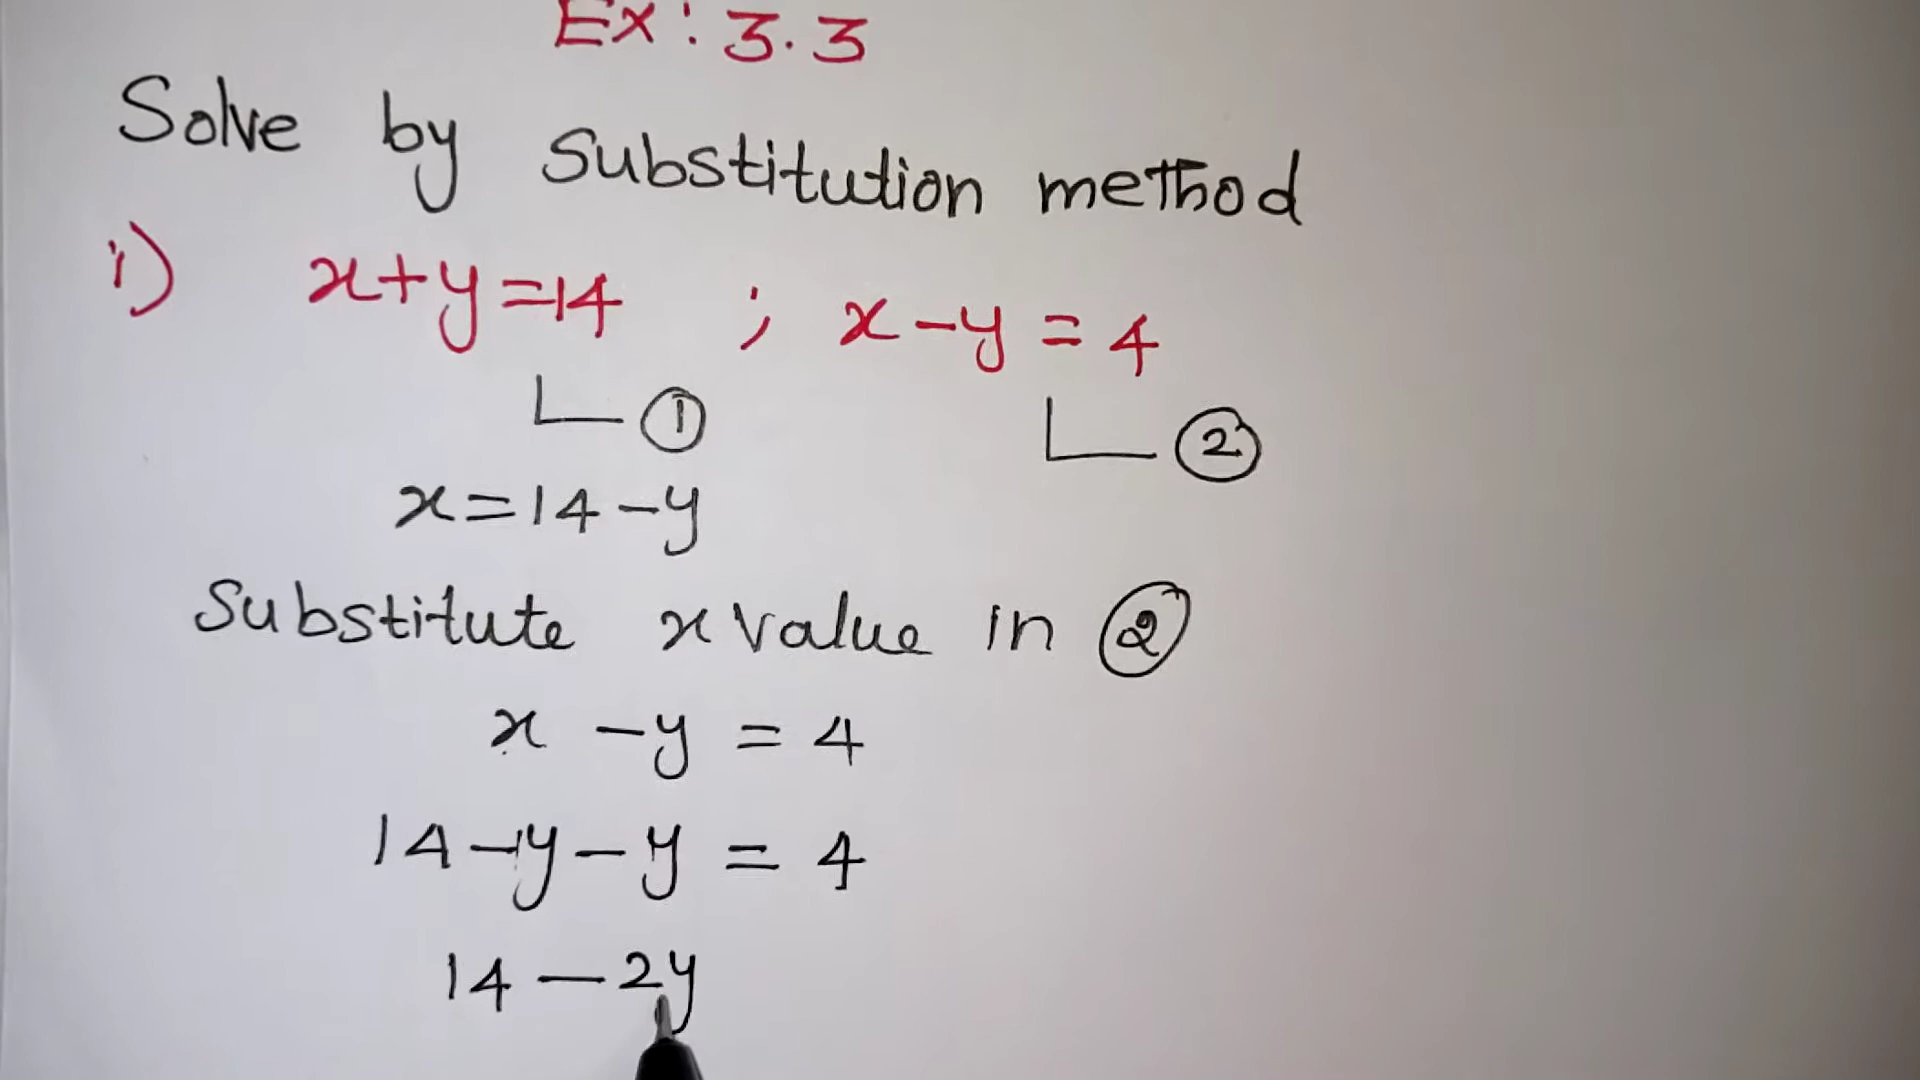 Ex: 3.3
Solve by Substitution method
i) x+y=14 ; x-y=4
① ②
x=14-y
Substitute x value in ②
x -y = 4
14-y-y = 4
14-2y